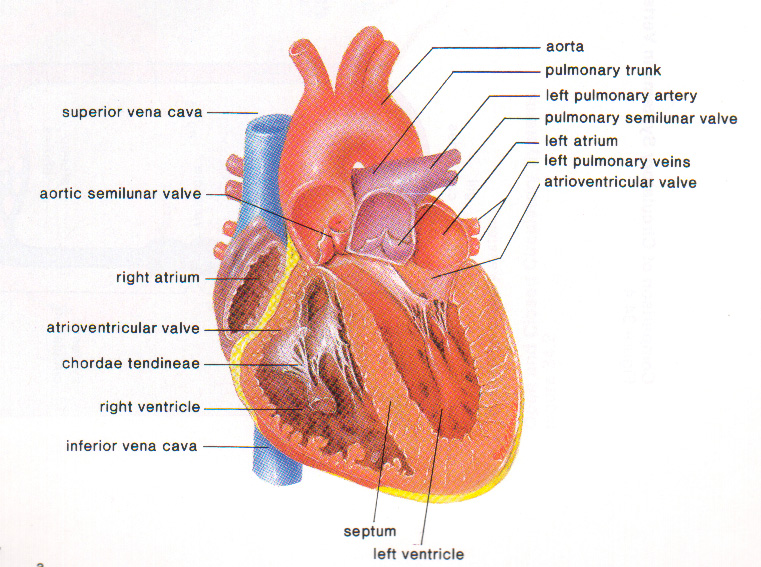 aorta
pulmonary trunk
left pulmonary artery
pulmonary semilunar valve
left atrium
left pulmonary veins
atrioventricular valve
superior vena cava
aortic semilunar valve
right atrium
atrioventricular valve
chordae tendineae
right ventricle
inferior vena cava
septum
left ventricle